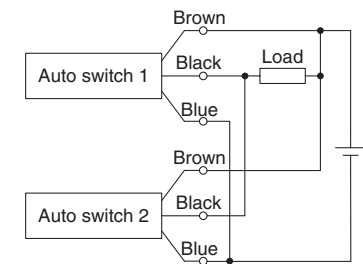 Brown
Auto switch 1
Black
Load
Blue
Brown
Auto switch 2
Black
Blue